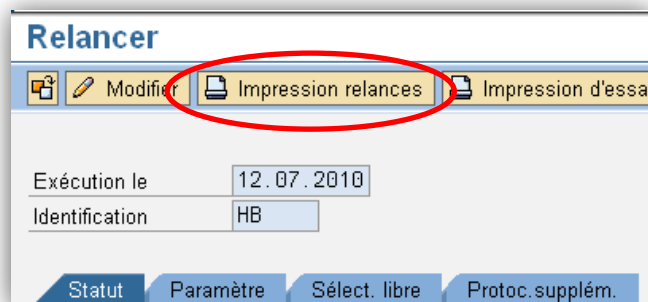 Relancer
Modifier Impression relances Impression d'essa
Exécution le 12.07.2010
Identification HB
Statut Paramètre Sélect. libre Protoc.supplém.